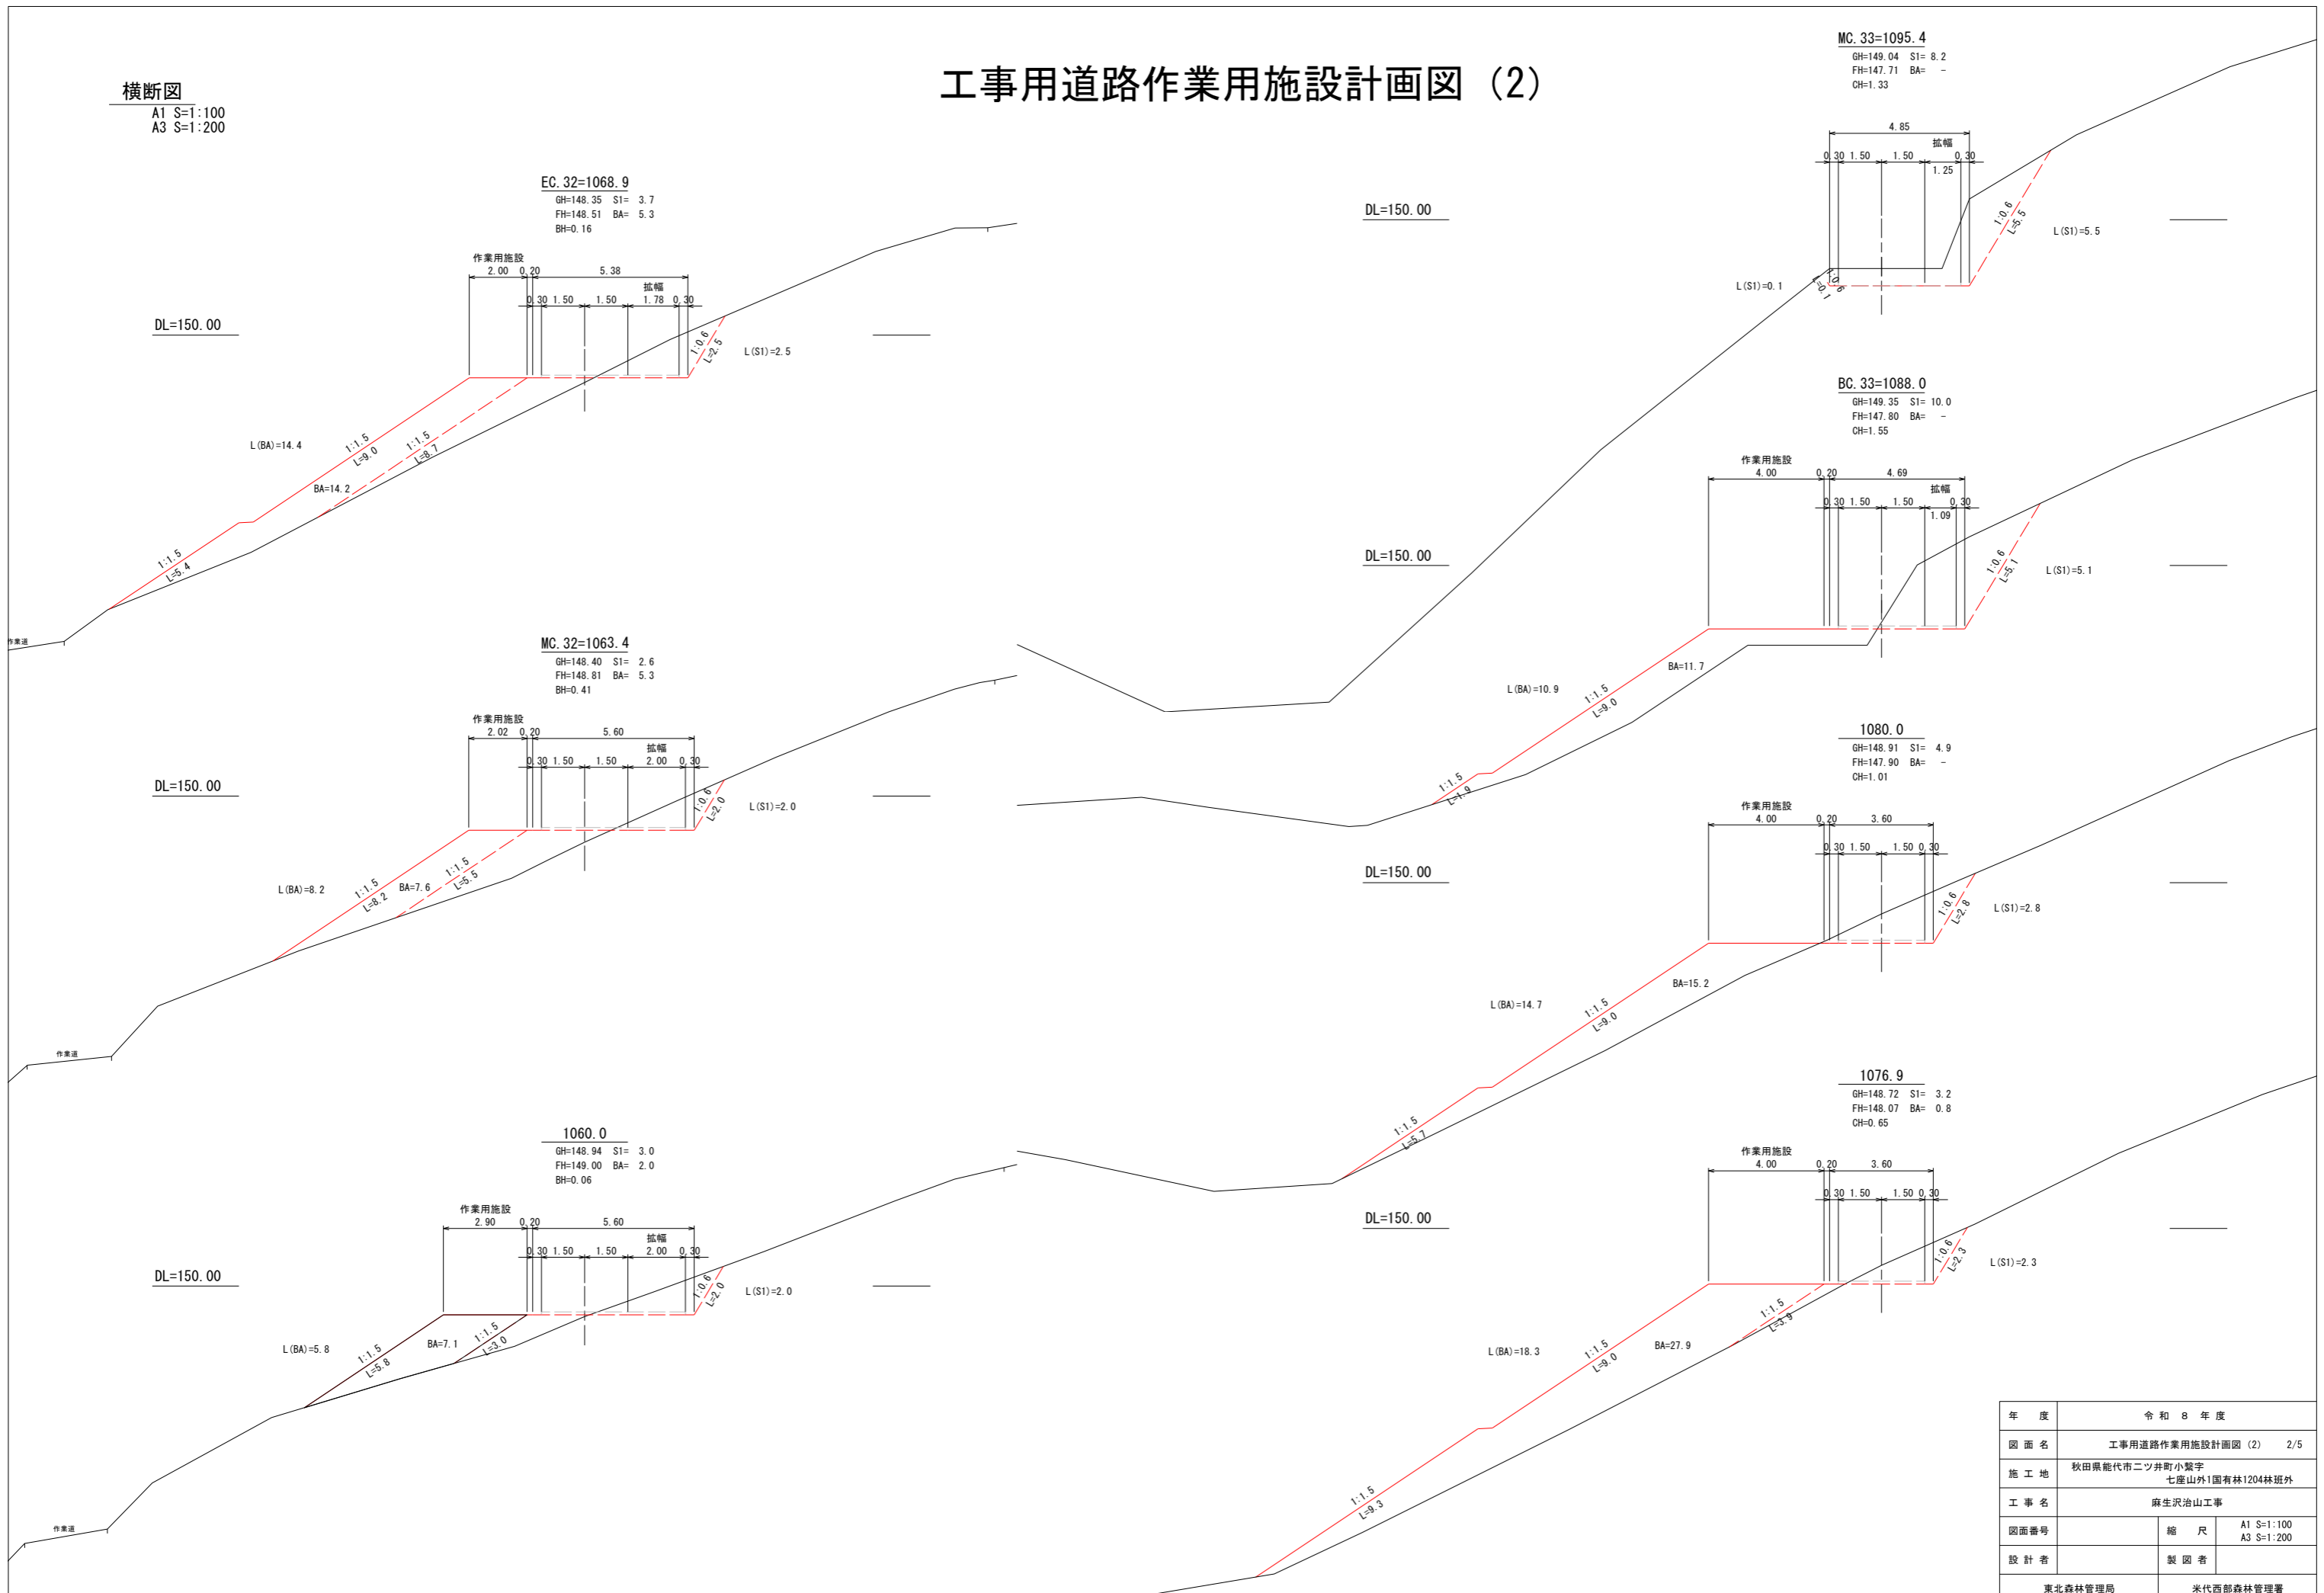 工事用道路作業用施設計画図 (2)
横断図
A1 S=1:100
A3 S=1:200
EC.32=1068.9
GH=148.35 S1= 3.7
FH=148.51 BA= 5.3
BH=0.16
作業用施設
2.00 0.20 5.38
拡幅
0.30 1.50 1.50 1.78 0.30
DL=150.00
1:0.6
L=2.5
L(S1)=2.5
L(BA)=14.4
1:1.5
L=9.0
1:1.5
L=8.7
BA=14.2
1:1.5
L=5.4
作業道
MC.32=1063.4
GH=148.40 S1= 2.6
FH=148.81 BA= 5.3
BH=0.41
作業用施設
2.02 0.20 5.60
拡幅
0.30 1.50 1.50 2.00 0.30
DL=150.00
1:0.6
L=2.0
L(S1)=2.0
L(BA)=8.2
1:1.5
L=8.2
BA=7.6
1:1.5
L=5.5
作業道
1060.0
GH=148.94 S1= 3.0
FH=149.00 BA= 2.0
BH=0.06
作業用施設
2.90 0.20 5.60
拡幅
0.30 1.50 1.50 2.00 0.30
DL=150.00
1:0.6
L=2.0
L(S1)=2.0
L(BA)=5.8
1:1.5
L=5.8
BA=7.1
1:1.5
L=3.0
作業道
MC.33=1095.4
GH=149.04 S1= 8.2
FH=147.71 BA= -
CH=1.33
4.85
拡幅
0.30 1.50 1.50 0.30
1.25
DL=150.00
1:0.6
L=5.5
L(S1)=5.5
L(S1)=0.1
1:0.6
L=0.1
BC.33=1088.0
GH=149.35 S1= 10.0
FH=147.80 BA= -
CH=1.55
作業用施設
4.00 0.20 4.69
拡幅
0.30 1.50 1.50 0.30
1.09
DL=150.00
1:0.6
L=5.1
L(S1)=5.1
BA=11.7
L(BA)=10.9
1:1.5
L=9.0
1:1.5
L=1.9
1080.0
GH=148.91 S1= 4.9
FH=147.90 BA= -
CH=1.01
作業用施設
4.00 0.20 3.60
0.30 1.50 1.50 0.30
DL=150.00
1:0.6
L=2.8
L(S1)=2.8
BA=15.2
L(BA)=14.7
1:1.5
L=9.0
1:1.5
L=5.7
1076.9
GH=148.72 S1= 3.2
FH=148.07 BA= 0.8
CH=0.65
作業用施設
4.00 0.20 3.60
0.30 1.50 1.50 0.30
DL=150.00
1:0.6
L=2.3
L(S1)=2.3
1:1.5
L=3.9
BA=27.9
L(BA)=18.3
1:1.5
L=9.0
1:1.5
L=9.3
年 度 令和 8 年度
図面名 工事用道路作業用施設計画図 (2) 2/5
施工地 秋田県能代市二ツ井町小繋字
七座山外1国有林1204林班外
工事名 麻生沢治山工事
図面番号 縮 尺 A1 S=1:100
A3 S=1:200
設計者 製図者
東北森林管理局 米代西部森林管理署